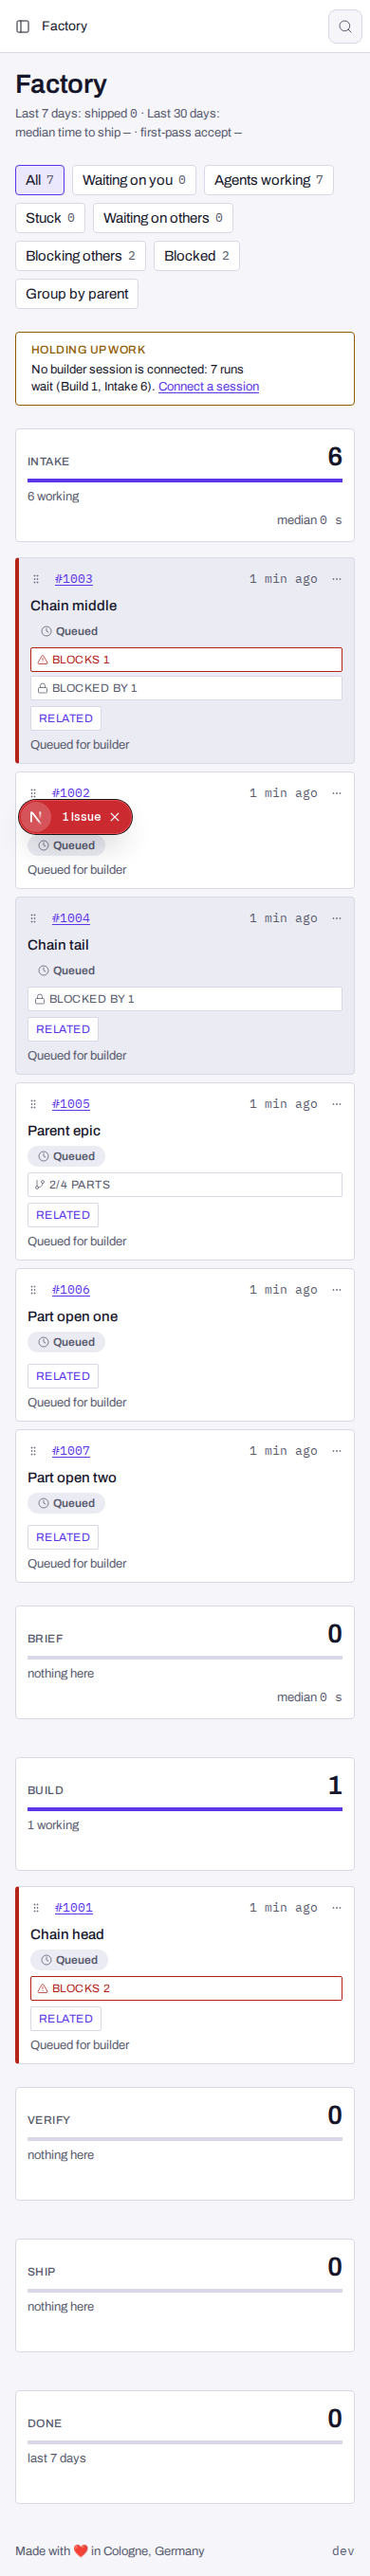 Factory
Factory
Last 7 days: shipped 0 · Last 30 days:
median time to ship — · first-pass accept —
All 7 Waiting on you 0 Agents working 7
Stuck 0 Waiting on others 0
Blocking others 2 Blocked 2
Group by parent
HOLDING UP WORK
No builder session is connected: 7 runs
wait (Build 1, Intake 6). Connect a session
INTAKE 6
6 working
median 0 s
#1003 1 min ago ···
Chain middle
Queued
BLOCKS 1
BLOCKED BY 1
RELATED
Queued for builder
#1002 1 min ago ···
N 1 Issue
Queued
Queued for builder
#1004 1 min ago ···
Chain tail
Queued
BLOCKED BY 1
RELATED
Queued for builder
#1005 1 min ago ···
Parent epic
Queued
2/4 PARTS
RELATED
Queued for builder
#1006 1 min ago ···
Part open one
Queued
RELATED
Queued for builder
#1007 1 min ago ···
Part open two
Queued
RELATED
Queued for builder
BRIEF 0
nothing here
median 0 s
BUILD 1
1 working
#1001 1 min ago ···
Chain head
Queued
BLOCKS 2
RELATED
Queued for builder
VERIFY 0
nothing here
SHIP 0
nothing here
DONE 0
last 7 days
Made with ❤️ in Cologne, Germany dev